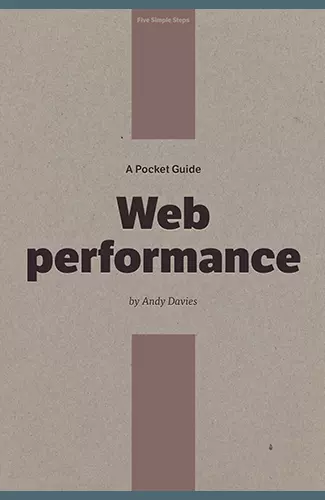 Five Simple Steps
A Pocket Guide
Web
performance
by Andy Davies